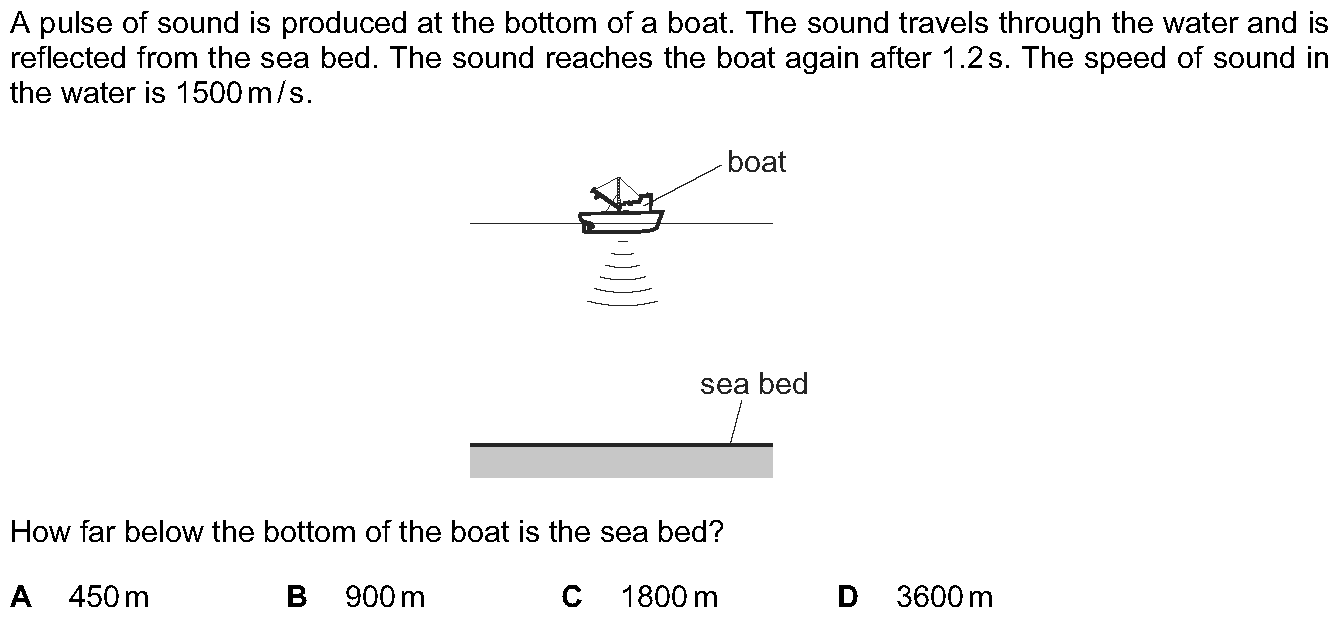 A pulse of sound is produced at the bottom of a boat. The sound travels through the water and is
reflected from the sea bed. The sound reaches the boat again after 1.2 s. The speed of sound in
the water is 1500 m / s.
boat
sea bed
How far below the bottom of the boat is the sea bed?
A 450 m B 900 m C 1800 m D 3600 m